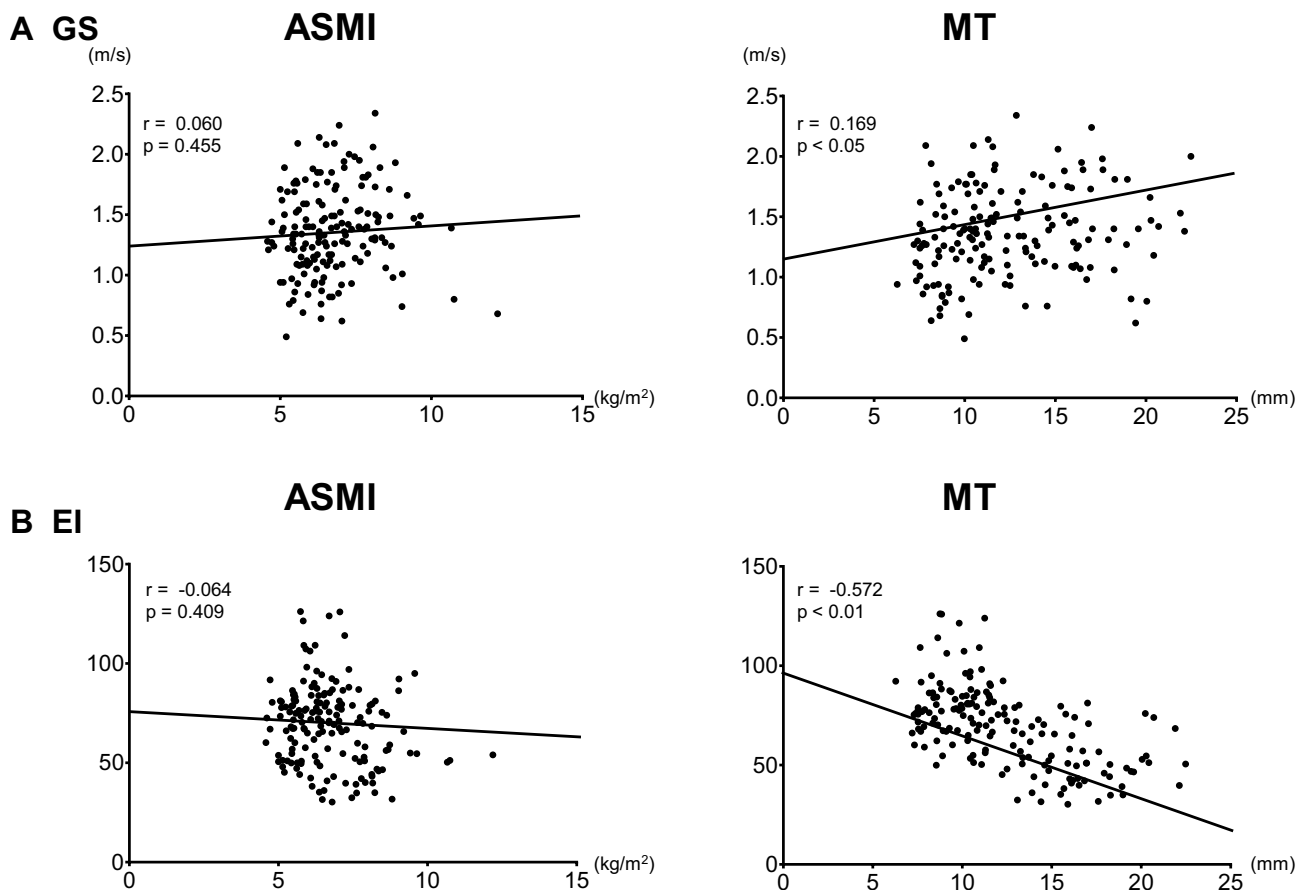 A GS
ASMI
(m/s)
2.5
2.0
1.5
1.0
0.5
0.0
r = 0.060
p = 0.455
0 5 10 15 (kg/m²)
MT
(m/s)
2.5
2.0
1.5
1.0
0.5
0.0
r = 0.169
p < 0.05
0 5 10 15 20 25 (mm)
B EI
ASMI
150
100
50
0
r = -0.064
p = 0.409
0 5 10 15 (kg/m²)
MT
150
100
50
0
r = -0.572
p < 0.01
0 5 10 15 20 25 (mm)